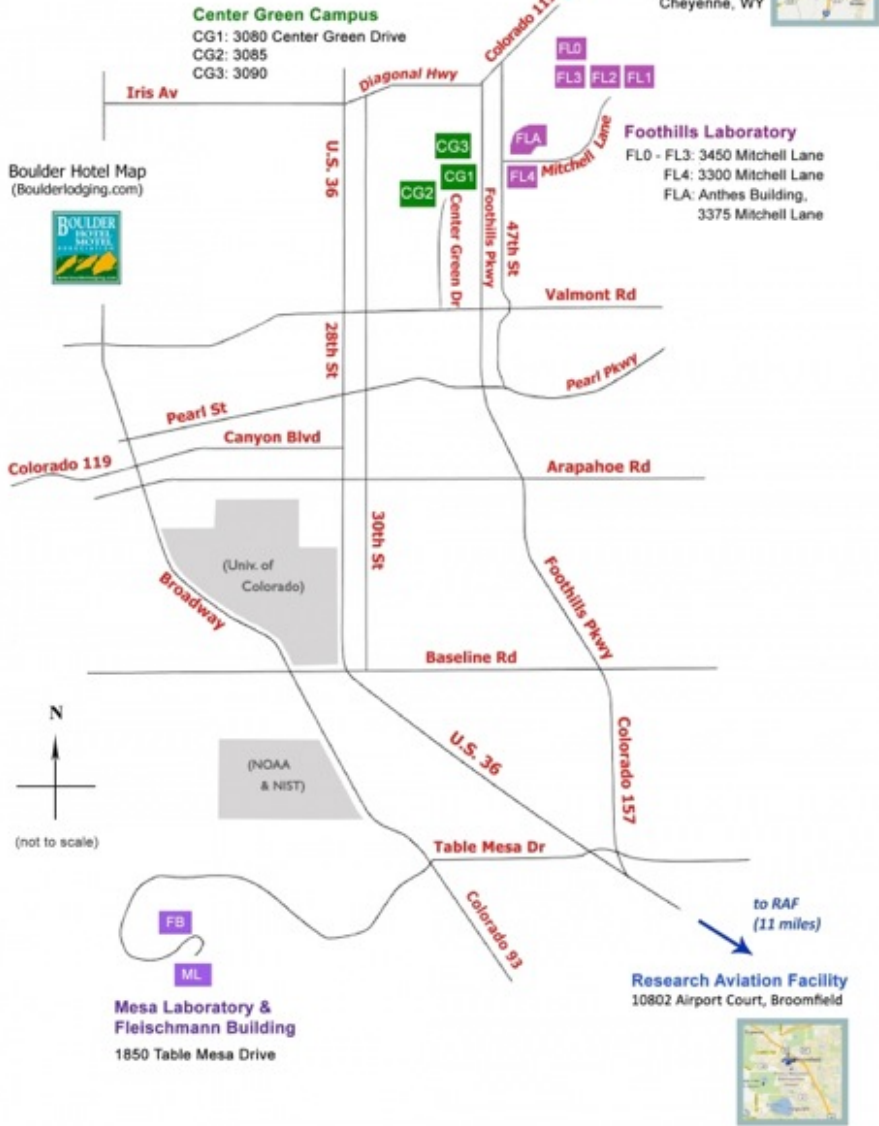 Cheyenne, WY
Center Green Campus
CG1: 3080 Center Green Drive
CG2: 3085
CG3: 3090
Colorado 11
Diagonal Hwy
Iris Av
FL0
FL3 FL2 FL1
FLA
FL4
Mitchell Lane
Foothills Laboratory
FL0 - FL3: 3450 Mitchell Lane
FL4: 3300 Mitchell Lane
FLA: Anthes Building,
3375 Mitchell Lane
U.S. 36
CG3
CG1
CG2
Center Green Dr
Foothills Pkwy
47th St
Boulder Hotel Map
(Boulderlodging.com)
BOULDER
HOTEL
MOTEL
Valmont Rd
28th St
Pearl Pkwy
Pearl St
Canyon Blvd
Colorado 119
Arapahoe Rd
30th St
(Univ. of
Colorado)
Broadway
Foothills Pkwy
Baseline Rd
N
(not to scale)
(NOAA
& NIST)
U.S. 36
Colorado 157
Table Mesa Dr
Colorado 93
FB
ML
Mesa Laboratory &
Fleischmann Building
1850 Table Mesa Drive
to RAF
(11 miles)
Research Aviation Facility
10802 Airport Court, Broomfield